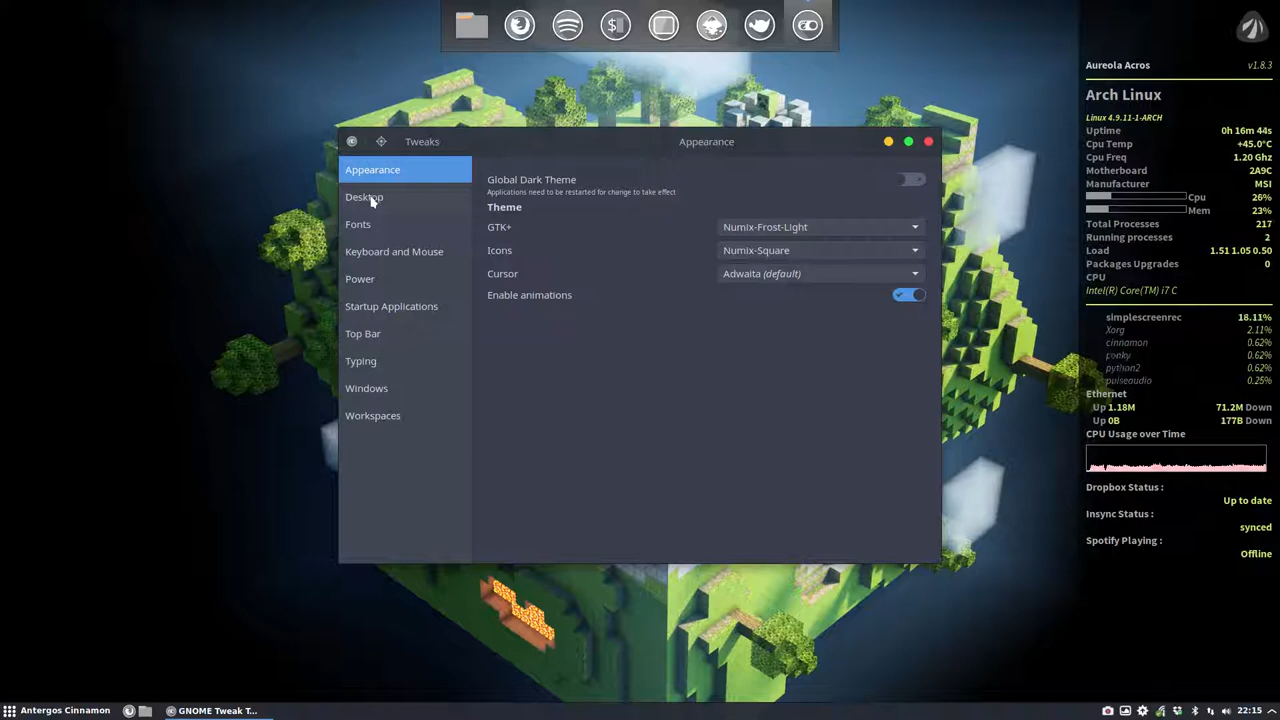 Aureola Acros v1.8.3
Arch Linux
Linux 4.9.11-1-ARCH
Uptime 0h 16m 44s
Cpu Temp +45.0°C
Cpu Freq 1.20 Ghz
Motherboard 2A9C
Manufacturer MSI
Cpu 26%
Mem 23%
Total Processes 217
Running processes 2
Load 1.51 1.05 0.50
Packages Upgrades 0
CPU
Intel(R) Core(TM) i7 C
simplescreenrec 18.11%
Xorg 2.11%
cinnamon 0.62%
conky 0.62%
python2 0.62%
pulseaudio 0.25%
Ethernet
Up 1.18M 71.2M Down
Up 0B 177B Down
CPU Usage over Time
Dropbox Status :
Up to date
Insync Status :
synced
Spotify Playing :
Offline
Tweaks
Appearance
Appearance
Desktop
Fonts
Keyboard and Mouse
Power
Startup Applications
Top Bar
Typing
Windows
Workspaces
Global Dark Theme
Applications need to be restarted for change to take effect
Theme
GTK+ Numix-Frost-Light
Icons Numix-Square
Cursor Adwaita (default)
Enable animations
Antergos Cinnamon
GNOME Tweak T...
22:15